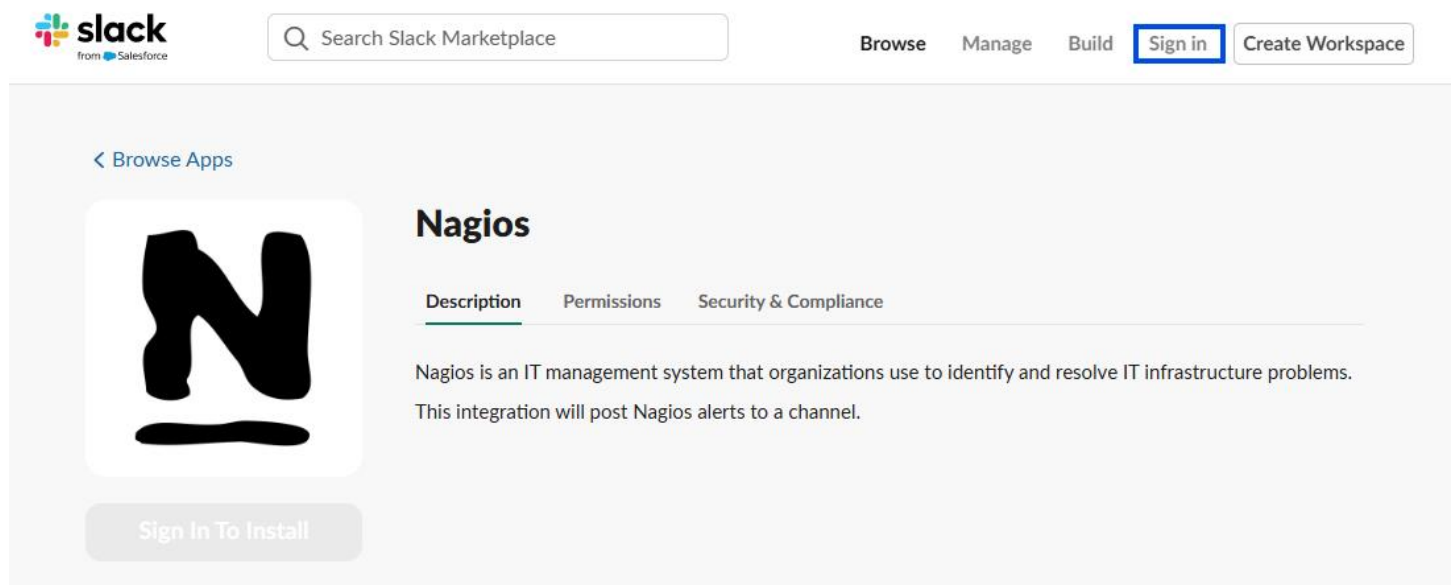 slack
from Salesforce
Search Slack Marketplace
Browse Manage Build Sign in Create Workspace
< Browse Apps
Nagios
Description Permissions Security & Compliance
Nagios is an IT management system that organizations use to identify and resolve IT infrastructure problems.
This integration will post Nagios alerts to a channel.
N
Sign In To Install